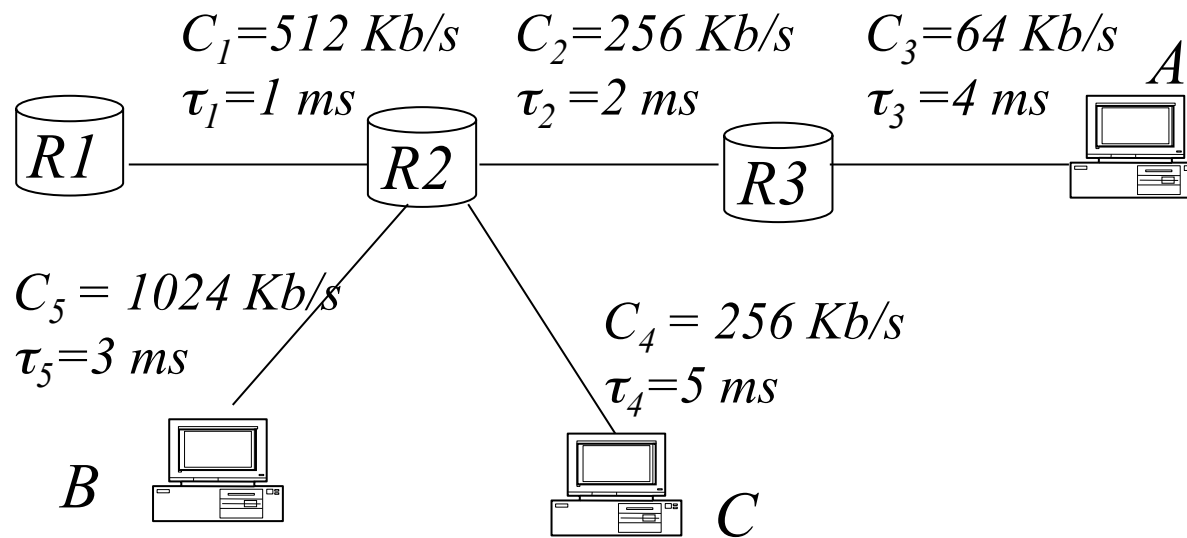 C₁=512 Kb/s
τ₁=1 ms
C₂=256 Kb/s
τ₂=2 ms
C₃=64 Kb/s
τ₃=4 ms
A
R1
R2
R3
C₅ = 1024 Kb/s
τ₅=3 ms
C₄ = 256 Kb/s
τ₄=5 ms
B
C